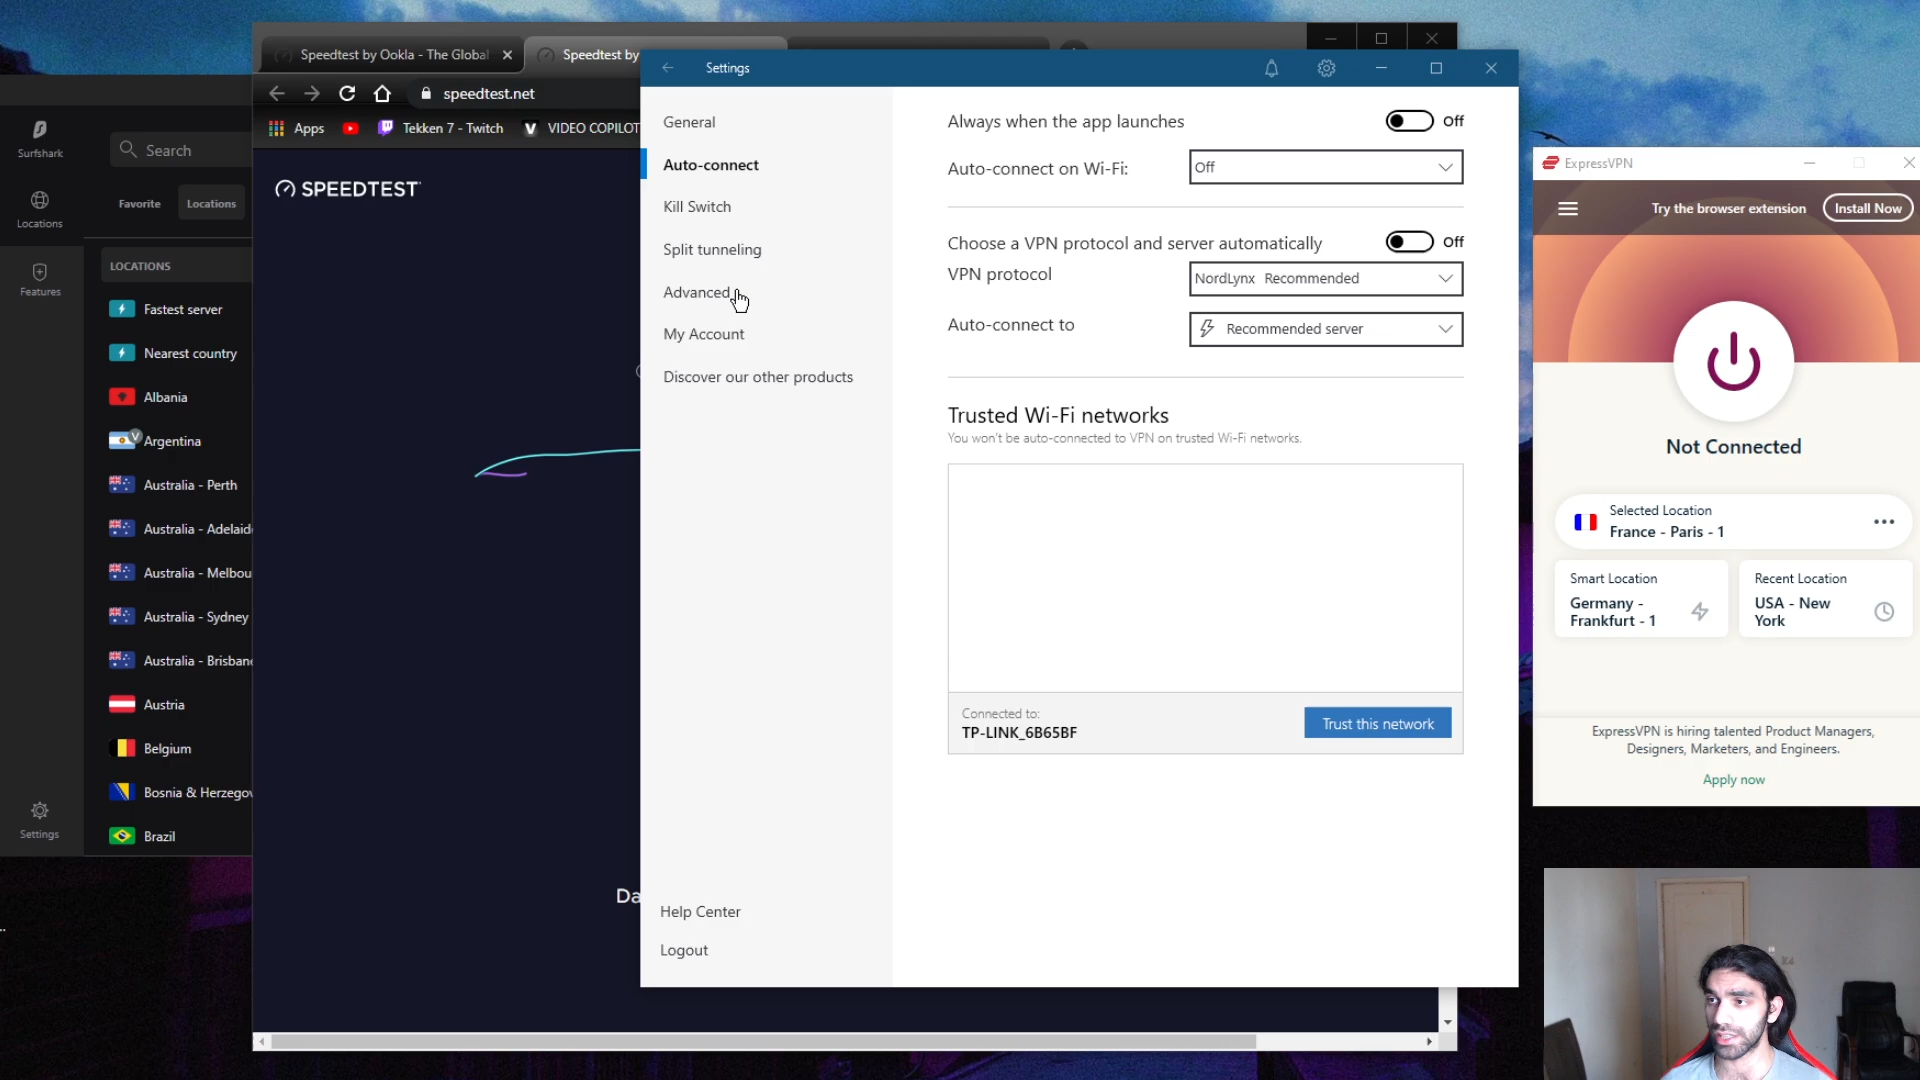 Surfshark
Locations
Features
Settings
Search
Favorite
Locations
LOCATIONS
Fastest server
Nearest country
Albania
Argentina
Australia - Perth
Australia - Adelaid
Australia - Melbou
Australia - Sydney
Australia - Brisbane
Austria
Belgium
Bosnia & Herzegov
Brazil
Speedtest by Ookla - The Global
Speedtest by
speedtest.net
Apps
Tekken 7 - Twitch
VIDEO COPILOT
SPEEDTEST
Da
Settings
General
Auto-connect
Kill Switch
Split tunneling
Advanced
My Account
Discover our other products
Help Center
Logout
Always when the app launches
Off
Auto-connect on Wi-Fi:
Off
Choose a VPN protocol and server automatically
Off
VPN protocol
NordLynx Recommended
Auto-connect to
Recommended server
Trusted Wi-Fi networks
You won't be auto-connected to VPN on trusted Wi-Fi networks.
Connected to:
TP-LINK_6B65BF
Trust this network
ExpressVPN
Try the browser extension
Install Now
Not Connected
Selected Location
France - Paris - 1
Smart Location
Germany -
Frankfurt - 1
Recent Location
USA - New
York
ExpressVPN is hiring talented Product Managers,
Designers, Marketers, and Engineers.
Apply now